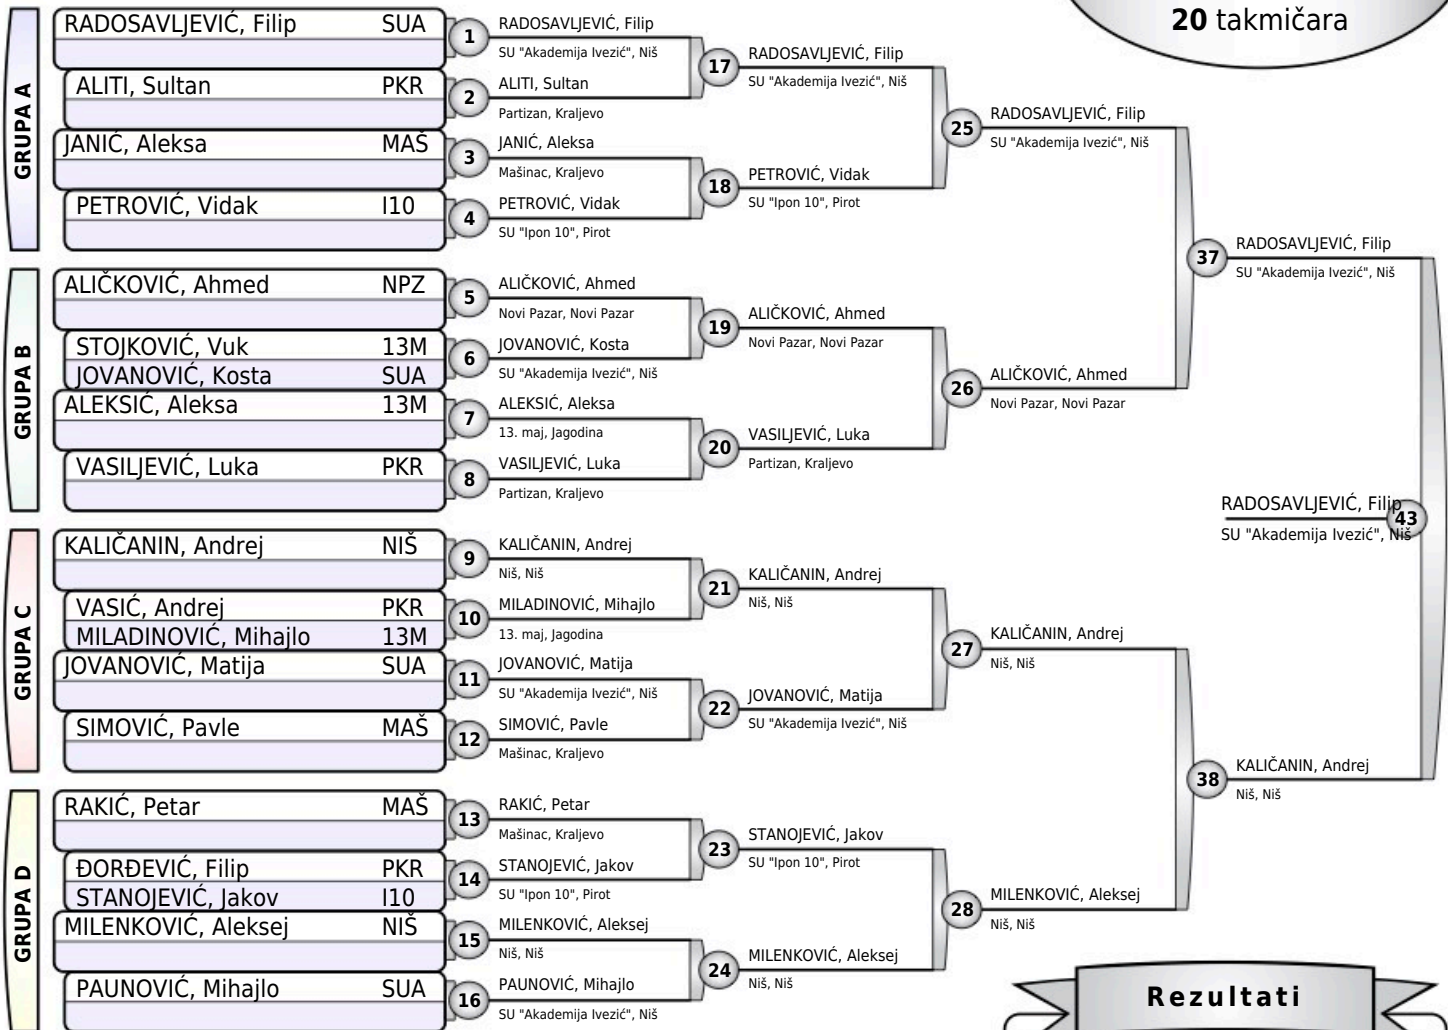 20 takmičara
GRUPA A
RADOSAVLJEVIĆ, Filip SUA
ALITI, Sultan PKR
JANIĆ, Aleksa MAŠ
PETROVIĆ, Vidak I10
GRUPA B
ALIČKOVIĆ, Ahmed NPZ
STOJKOVIĆ, Vuk 13M
JOVANOVIĆ, Kosta SUA
ALEKSIĆ, Aleksa 13M
VASILJEVIĆ, Luka PKR
GRUPA C
KALIČANIN, Andrej NIŠ
VASIĆ, Andrej PKR
MILADINOVIĆ, Mihajlo 13M
JOVANOVIĆ, Matija SUA
SIMOVIĆ, Pavle MAŠ
GRUPA D
RAKIĆ, Petar MAŠ
ĐORĐEVIĆ, Filip PKR
STANOJEVIĆ, Jakov I10
MILENKOVIĆ, Aleksej NIŠ
PAUNOVIĆ, Mihajlo SUA
1 RADOSAVLJEVIĆ, Filip
SU "Akademija Ivezić", Niš
2 ALITI, Sultan
Partizan, Kraljevo
3 JANIĆ, Aleksa
Mašinac, Kraljevo
4 PETROVIĆ, Vidak
SU "Ipon 10", Pirot
5 ALIČKOVIĆ, Ahmed
Novi Pazar, Novi Pazar
6 JOVANOVIĆ, Kosta
SU "Akademija Ivezić", Niš
7 ALEKSIĆ, Aleksa
13. maj, Jagodina
8 VASILJEVIĆ, Luka
Partizan, Kraljevo
9 KALIČANIN, Andrej
Niš, Niš
10 MILADINOVIĆ, Mihajlo
13. maj, Jagodina
11 JOVANOVIĆ, Matija
SU "Akademija Ivezić", Niš
12 SIMOVIĆ, Pavle
Mašinac, Kraljevo
13 RAKIĆ, Petar
Mašinac, Kraljevo
14 STANOJEVIĆ, Jakov
SU "Ipon 10", Pirot
15 MILENKOVIĆ, Aleksej
Niš, Niš
16 PAUNOVIĆ, Mihajlo
SU "Akademija Ivezić", Niš
17 RADOSAVLJEVIĆ, Filip
SU "Akademija Ivezić", Niš
18 PETROVIĆ, Vidak
SU "Ipon 10", Pirot
19 ALIČKOVIĆ, Ahmed
Novi Pazar, Novi Pazar
20 VASILJEVIĆ, Luka
Partizan, Kraljevo
21 KALIČANIN, Andrej
Niš, Niš
22 JOVANOVIĆ, Matija
SU "Akademija Ivezić", Niš
23 STANOJEVIĆ, Jakov
SU "Ipon 10", Pirot
24 MILENKOVIĆ, Aleksej
Niš, Niš
25 RADOSAVLJEVIĆ, Filip
SU "Akademija Ivezić", Niš
26 ALIČKOVIĆ, Ahmed
Novi Pazar, Novi Pazar
27 KALIČANIN, Andrej
Niš, Niš
28 MILENKOVIĆ, Aleksej
Niš, Niš
37 RADOSAVLJEVIĆ, Filip
SU "Akademija Ivezić", Niš
38 KALIČANIN, Andrej
Niš, Niš
RADOSAVLJEVIĆ, Filip 43
SU "Akademija Ivezić", Niš
Rezultati